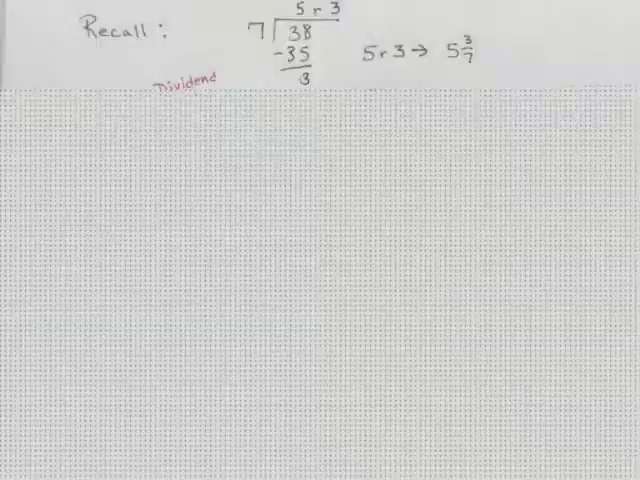 5 r 3
Recall: 7 38
-35 5 r 3 → 5 3/7
3
Dividend